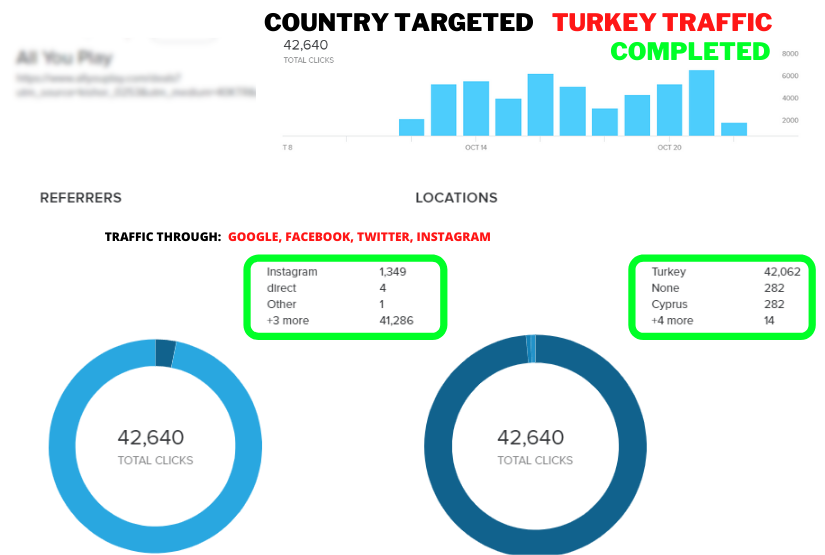 COUNTRY TARGETED TURKEY TRAFFIC
COMPLETED
42,640
TOTAL CLICKS
All You Play
8000
6000
4000
2000
T 8
OCT 14
OCT 20
REFERRERS
LOCATIONS
TRAFFIC THROUGH: GOOGLE, FACEBOOK, TWITTER, INSTAGRAM
Instagram 1,349
direct 4
Other 1
+3 more 41,286
Turkey 42,062
None 282
Cyprus 282
+4 more 14
42,640
TOTAL CLICKS
42,640
TOTAL CLICKS